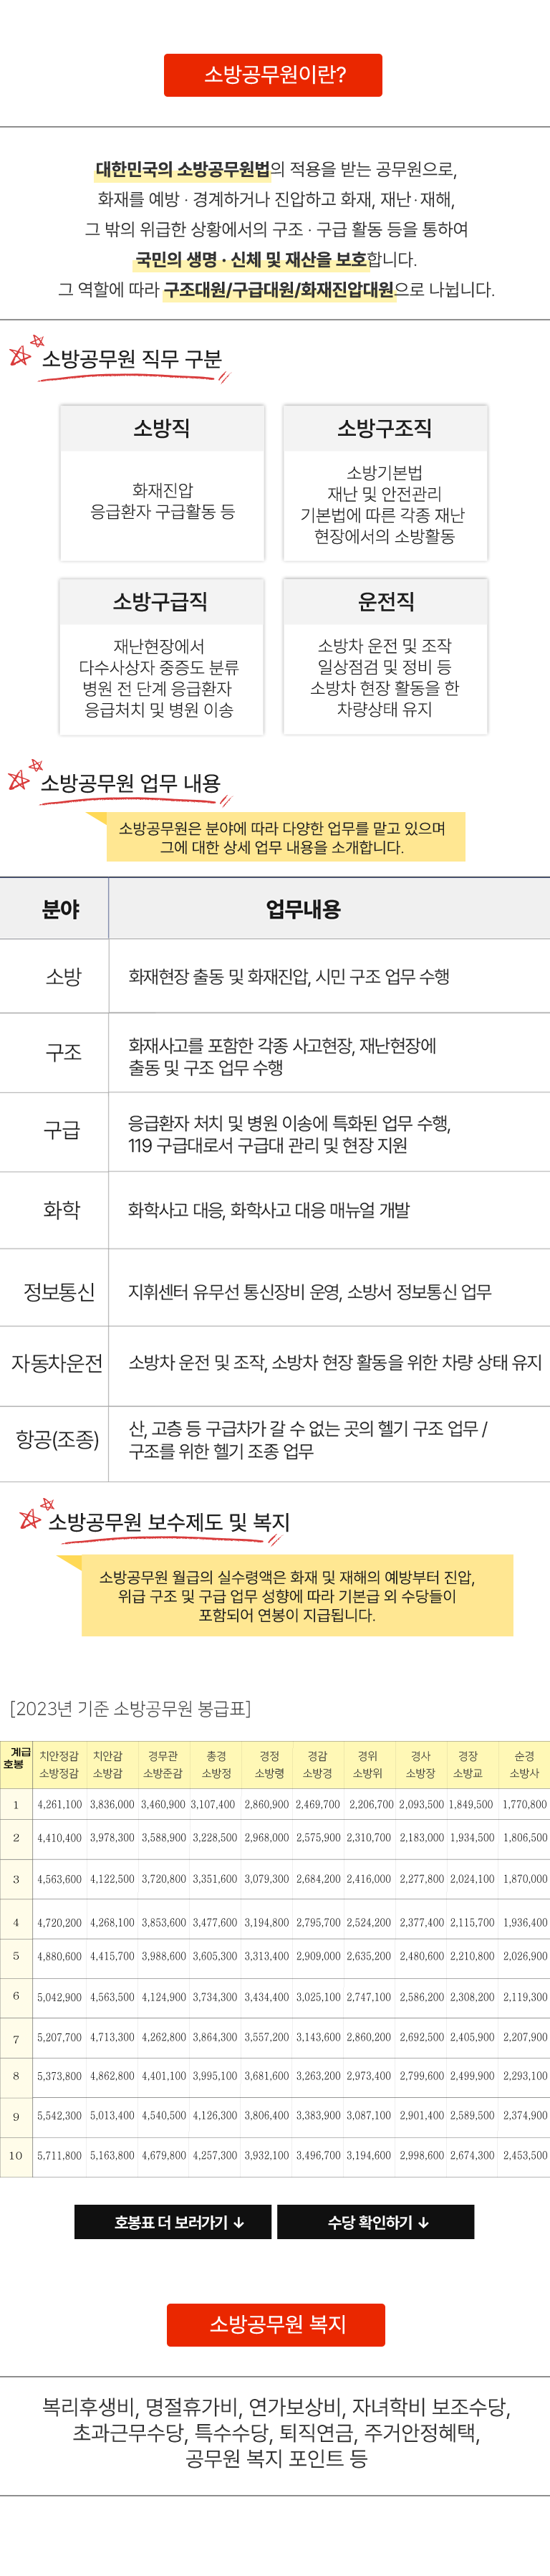 소방공무원이란?
대한민국의 소방공무원법의 적용을 받는 공무원으로,
화재를 예방 · 경계하거나 진압하고 화재, 재난·재해,
그 밖의 위급한 상황에서의 구조 · 구급 활동 등을 통하여
국민의 생명 · 신체 및 재산을 보호합니다.
그 역할에 따라 구조대원/구급대원/화재진압대원으로 나뉩니다.
소방공무원 직무 구분
소방직
화재진압
응급환자 구급활동 등
소방구조직
소방기본법
재난 및 안전관리
기본법에 따른 각종 재난
현장에서의 소방활동
소방구급직
재난현장에서
다수사상자 중증도 분류
병원 전 단계 응급환자
응급처치 및 병원 이송
운전직
소방차 운전 및 조작
일상점검 및 정비 등
소방차 현장 활동을 한
차량상태 유지
소방공무원 업무 내용
소방공무원은 분야에 따라 다양한 업무를 맡고 있으며
그에 대한 상세 업무 내용을 소개합니다.
분야 업무내용
소방 화재현장 출동 및 화재진압, 시민 구조 업무 수행
구조 화재사고를 포함한 각종 사고현장, 재난현장에
출동 및 구조 업무 수행
구급 응급환자 처치 및 병원 이송에 특화된 업무 수행,
119 구급대로서 구급대 관리 및 현장 지원
화학 화학사고 대응, 화학사고 대응 매뉴얼 개발
정보통신 지휘센터 유무선 통신장비 운영, 소방서 정보통신 업무
자동차운전 소방차 운전 및 조작, 소방차 현장 활동을 위한 차량 상태 유지
항공(조종) 산, 고층 등 구급차가 갈 수 없는 곳의 헬기 구조 업무 /
구조를 위한 헬기 조종 업무
소방공무원 보수제도 및 복지
소방공무원 월급의 실수령액은 화재 및 재해의 예방부터 진압,
위급 구조 및 구급 업무 성향에 따라 기본급 외 수당들이
포함되어 연봉이 지급됩니다.
[2023년 기준 소방공무원 봉급표]
계급 치안정감 치안감 경무관 총경 경정 경감 경위 경사 경장 순경
호봉 소방정감 소방감 소방준감 소방정 소방령 소방경 소방위 소방장 소방교 소방사
1 4,261,100 3,836,000 3,460,900 3,107,400 2,860,900 2,469,700 2,206,700 2,093,500 1,849,500 1,770,800
2 4,410,400 3,978,300 3,588,900 3,228,500 2,968,000 2,575,900 2,310,700 2,183,000 1,934,500 1,806,500
3 4,563,600 4,122,500 3,720,800 3,351,600 3,079,300 2,684,200 2,416,000 2,277,800 2,024,100 1,870,000
4 4,720,200 4,268,100 3,853,600 3,477,600 3,194,800 2,795,700 2,524,200 2,377,400 2,115,700 1,936,400
5 4,880,600 4,415,700 3,988,600 3,605,300 3,313,400 2,909,000 2,635,200 2,480,600 2,210,800 2,026,900
6 5,042,900 4,563,500 4,124,900 3,734,300 3,434,400 3,025,100 2,747,100 2,586,200 2,308,200 2,119,300
7 5,207,700 4,713,300 4,262,800 3,864,300 3,557,200 3,143,600 2,860,200 2,692,500 2,405,900 2,207,900
8 5,373,800 4,862,800 4,401,100 3,995,100 3,681,600 3,263,200 2,973,400 2,799,600 2,499,900 2,293,100
9 5,542,300 5,013,400 4,540,500 4,126,300 3,806,400 3,383,900 3,087,100 2,901,400 2,589,500 2,374,900
10 5,711,800 5,163,800 4,679,800 4,257,300 3,932,100 3,496,700 3,194,600 2,998,600 2,674,300 2,453,500
호봉표 더 보러가기 ↓ 수당 확인하기 ↓
소방공무원 복지
복리후생비, 명절휴가비, 연가보상비, 자녀학비 보조수당,
초과근무수당, 특수수당, 퇴직연금, 주거안정혜택,
공무원 복지 포인트 등